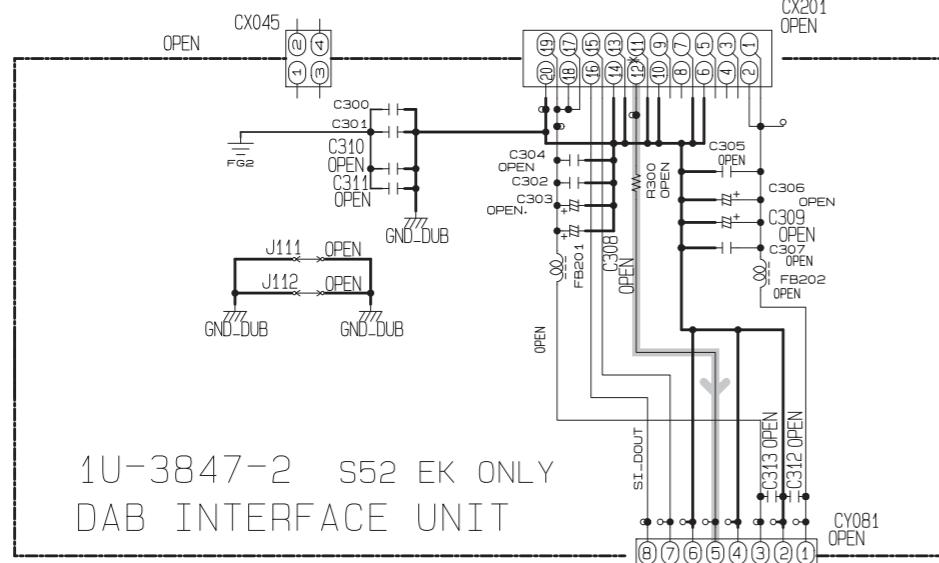 CX045
OPEN
2 4
1 3
CX201
OPEN
19 17 15 13 11 9 7 5 3 1
20 18 16 14 12 10 8 6 4 2
C300
C301
C310
OPEN
C311
OPEN
FG2
GND_DUB
J111 OPEN
J112 OPEN
GND_DUB
GND_DUB
C304
OPEN
C302
C303
OPEN.
+
+
FB201
C308
OPEN
R300
OPEN
C305
OPEN
C306
OPEN
+
+
C309
OPEN
C307
OPEN
FB202
OPEN
OPEN
SI_DOUT
C313 OPEN
C312 OPEN
1U-3847-2 S52 EK ONLY
DAB INTERFACE UNIT
CY081
OPEN
8 7 6 5 4 3 2 1